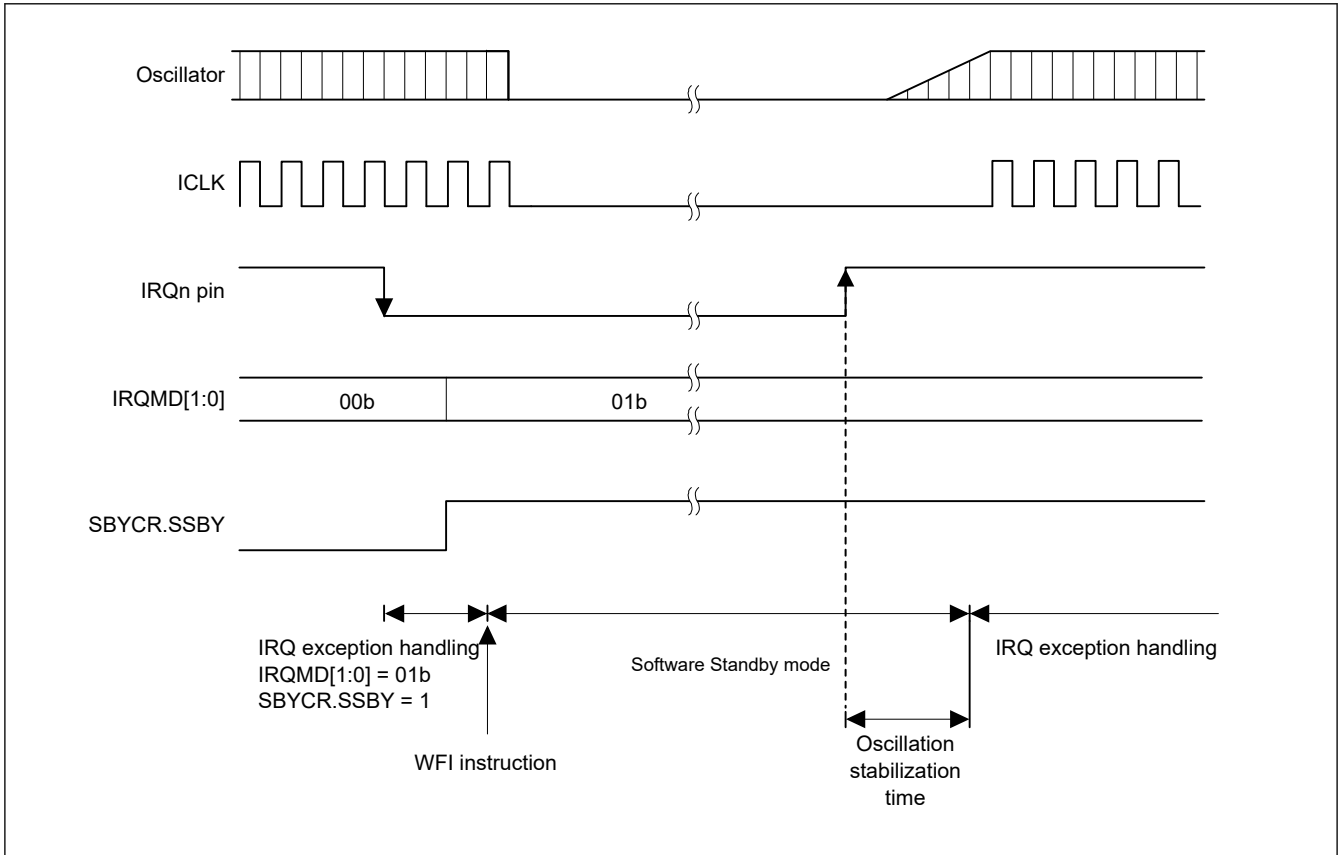 Oscillator
ICLK
IRQn pin
IRQMD[1:0]
00b
01b
SBYCR.SSBY
IRQ exception handling
IRQMD[1:0] = 01b
SBYCR.SSBY = 1
WFI instruction
Software Standby mode
Oscillation
stabilization
time
IRQ exception handling